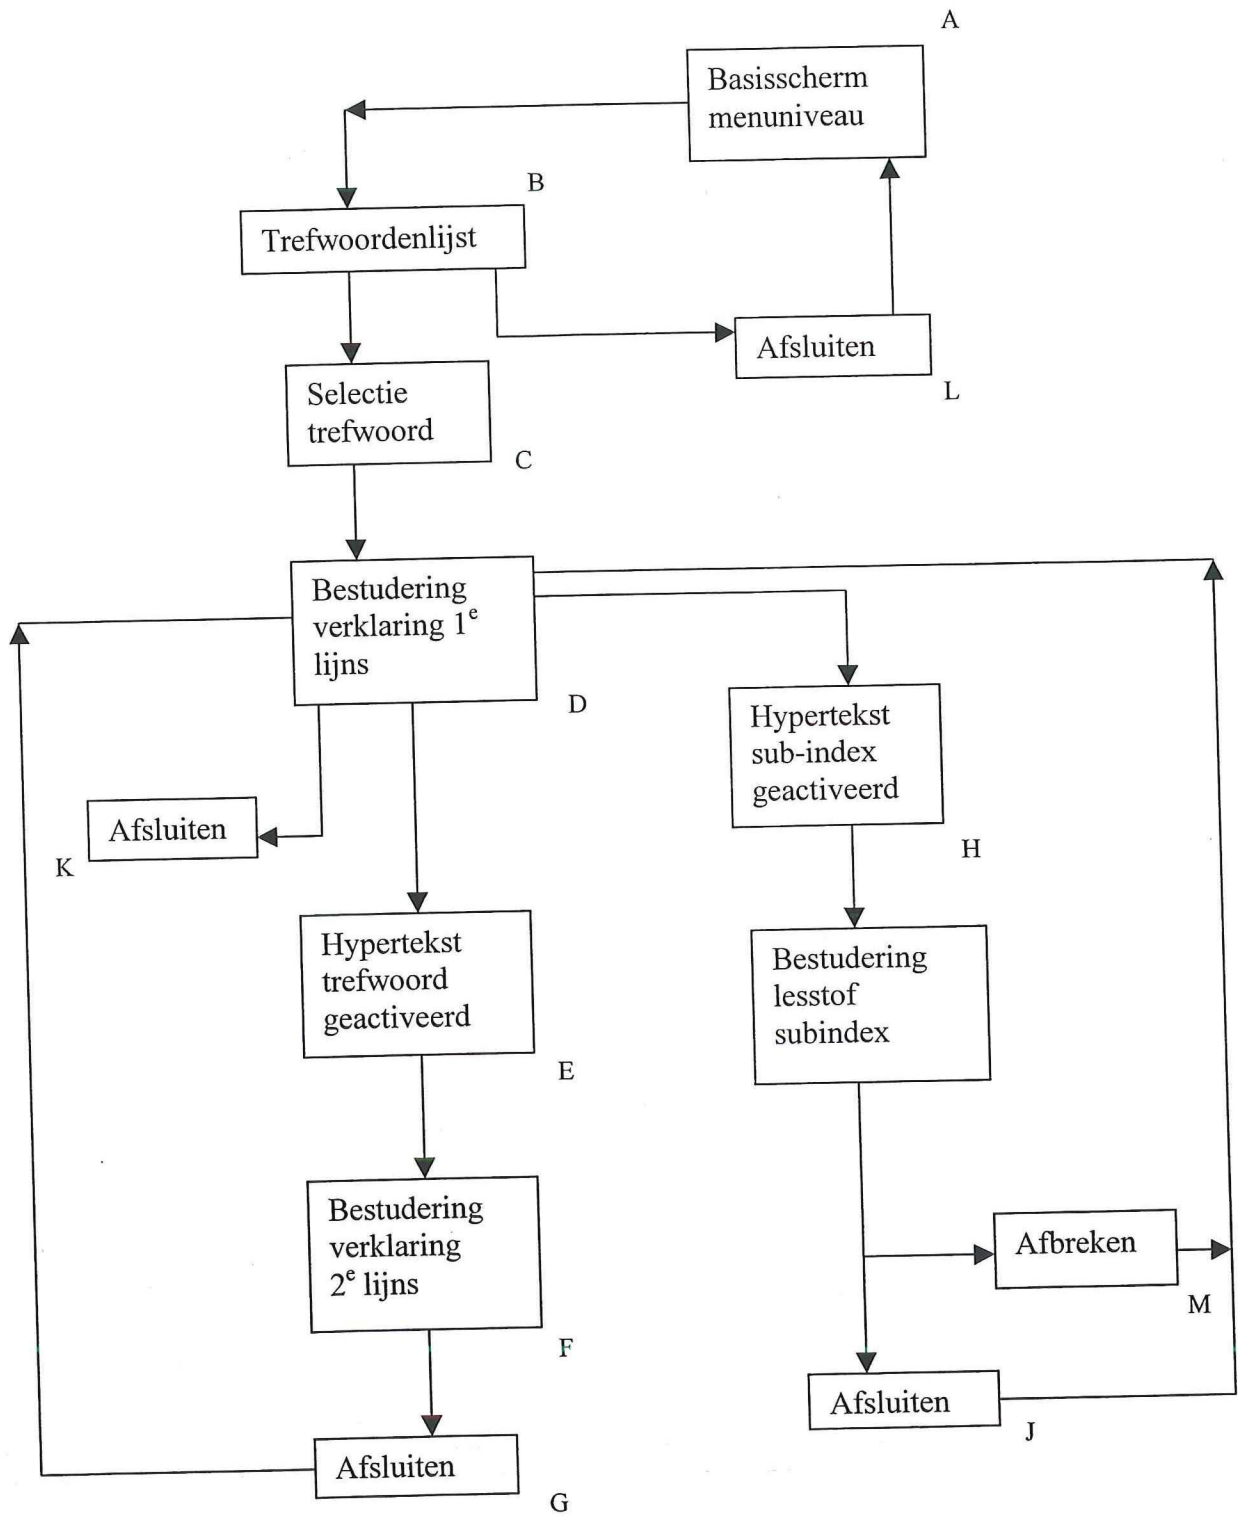 A
Basisscherm
menuniveau
B
Trefwoordenlijst
Afsluiten
L
Selectie
trefwoord
C
Bestudering
verklaring 1e
lijns
D
Hypertekst
sub-index
geactiveerd
H
Afsluiten
K
Hypertekst
trefwoord
geactiveerd
E
Bestudering
lesstof
subindex
Bestudering
verklaring
2e lijns
F
Afbreken
M
Afsluiten
J
Afsluiten
G